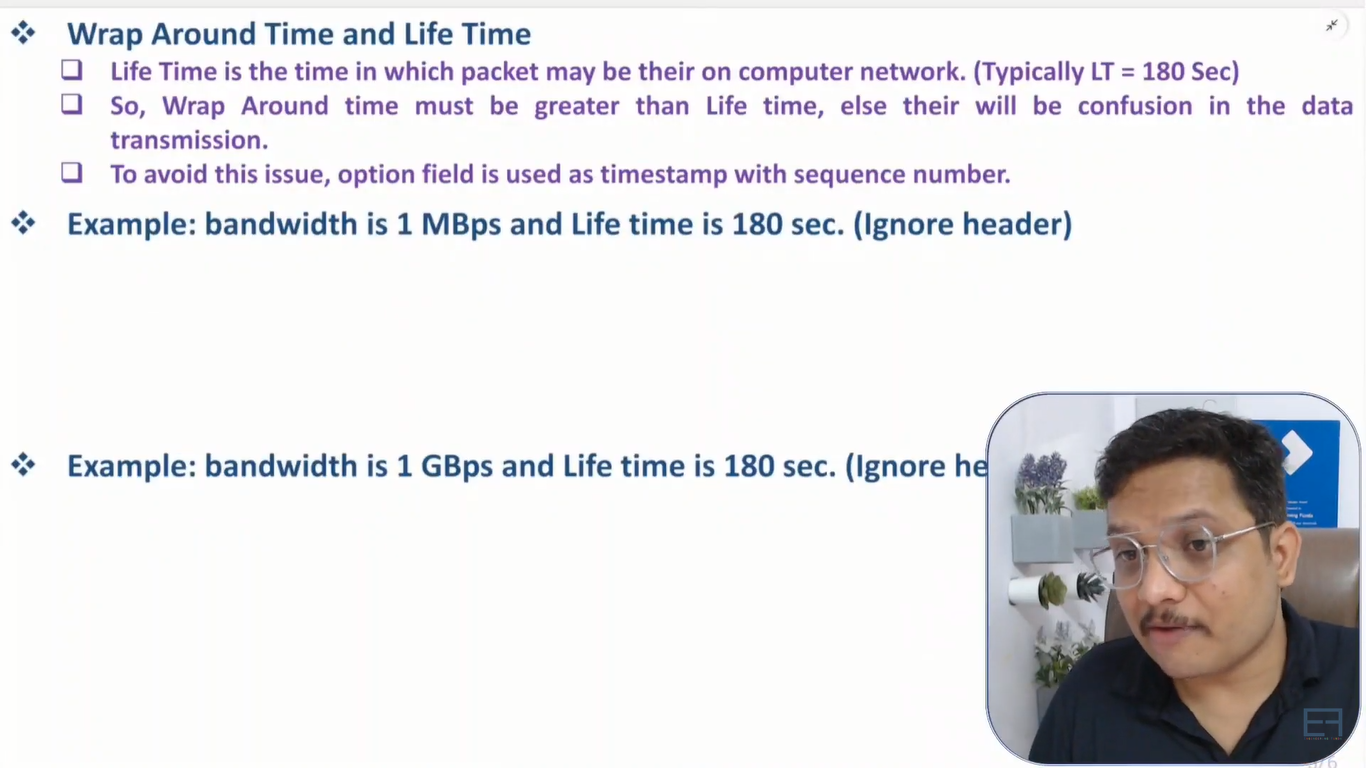 ❖ Wrap Around Time and Life Time
❑ Life Time is the time in which packet may be their on computer network. (Typically LT = 180 Sec)
❑ So, Wrap Around time must be greater than Life time, else their will be confusion in the data
transmission.
❑ To avoid this issue, option field is used as timestamp with sequence number.
❖ Example: bandwidth is 1 MBps and Life time is 180 sec. (Ignore header)
❖ Example: bandwidth is 1 GBps and Life time is 180 sec. (Ignore he